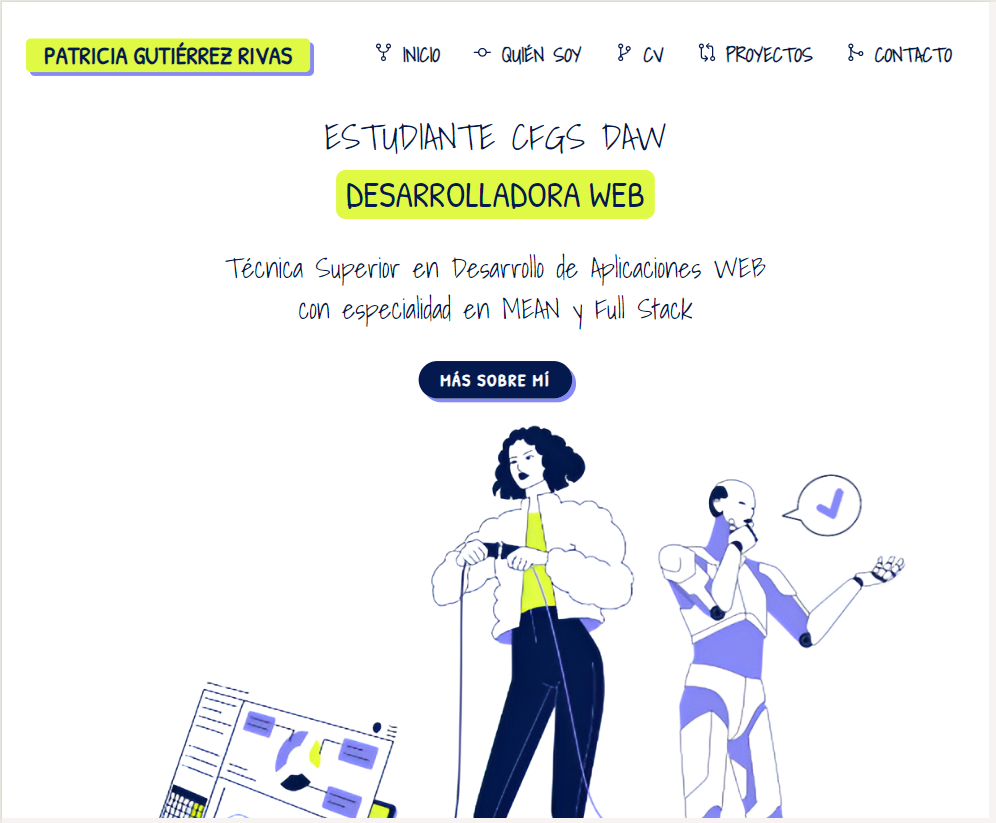 PATRICIA GUTIÉRREZ RIVAS
INICIO
QUIÉN SOY
CV
PROYECTOS
CONTACTO
ESTUDIANTE CFGS DAW
DESARROLLADORA WEB
Técnica Superior en Desarrollo de Aplicaciones WEB
con especialidad en MEAN y Full Stack
MÁS SOBRE MÍ